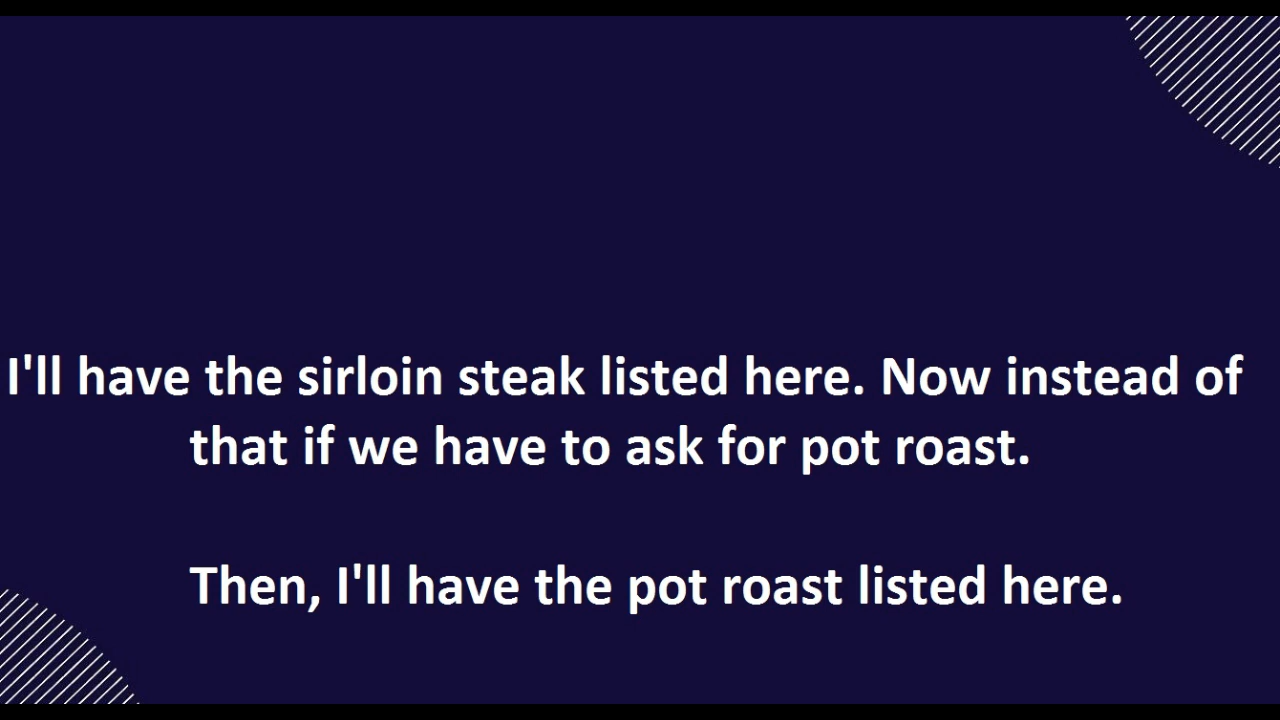 I'll have the sirloin steak listed here. Now instead of
that if we have to ask for pot roast.
Then, I'll have the pot roast listed here.